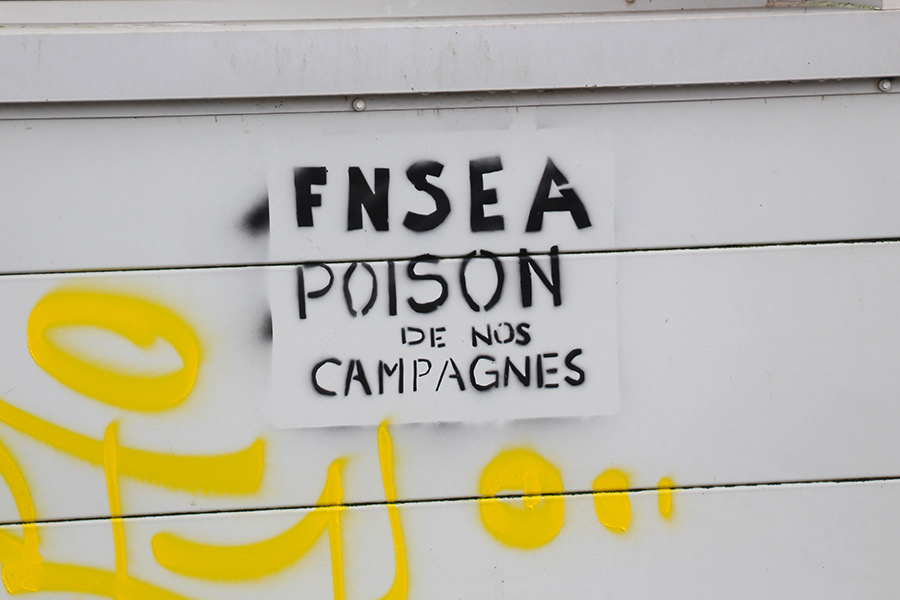 FNSEA
POISON
DE NOS
CAMPAGNES